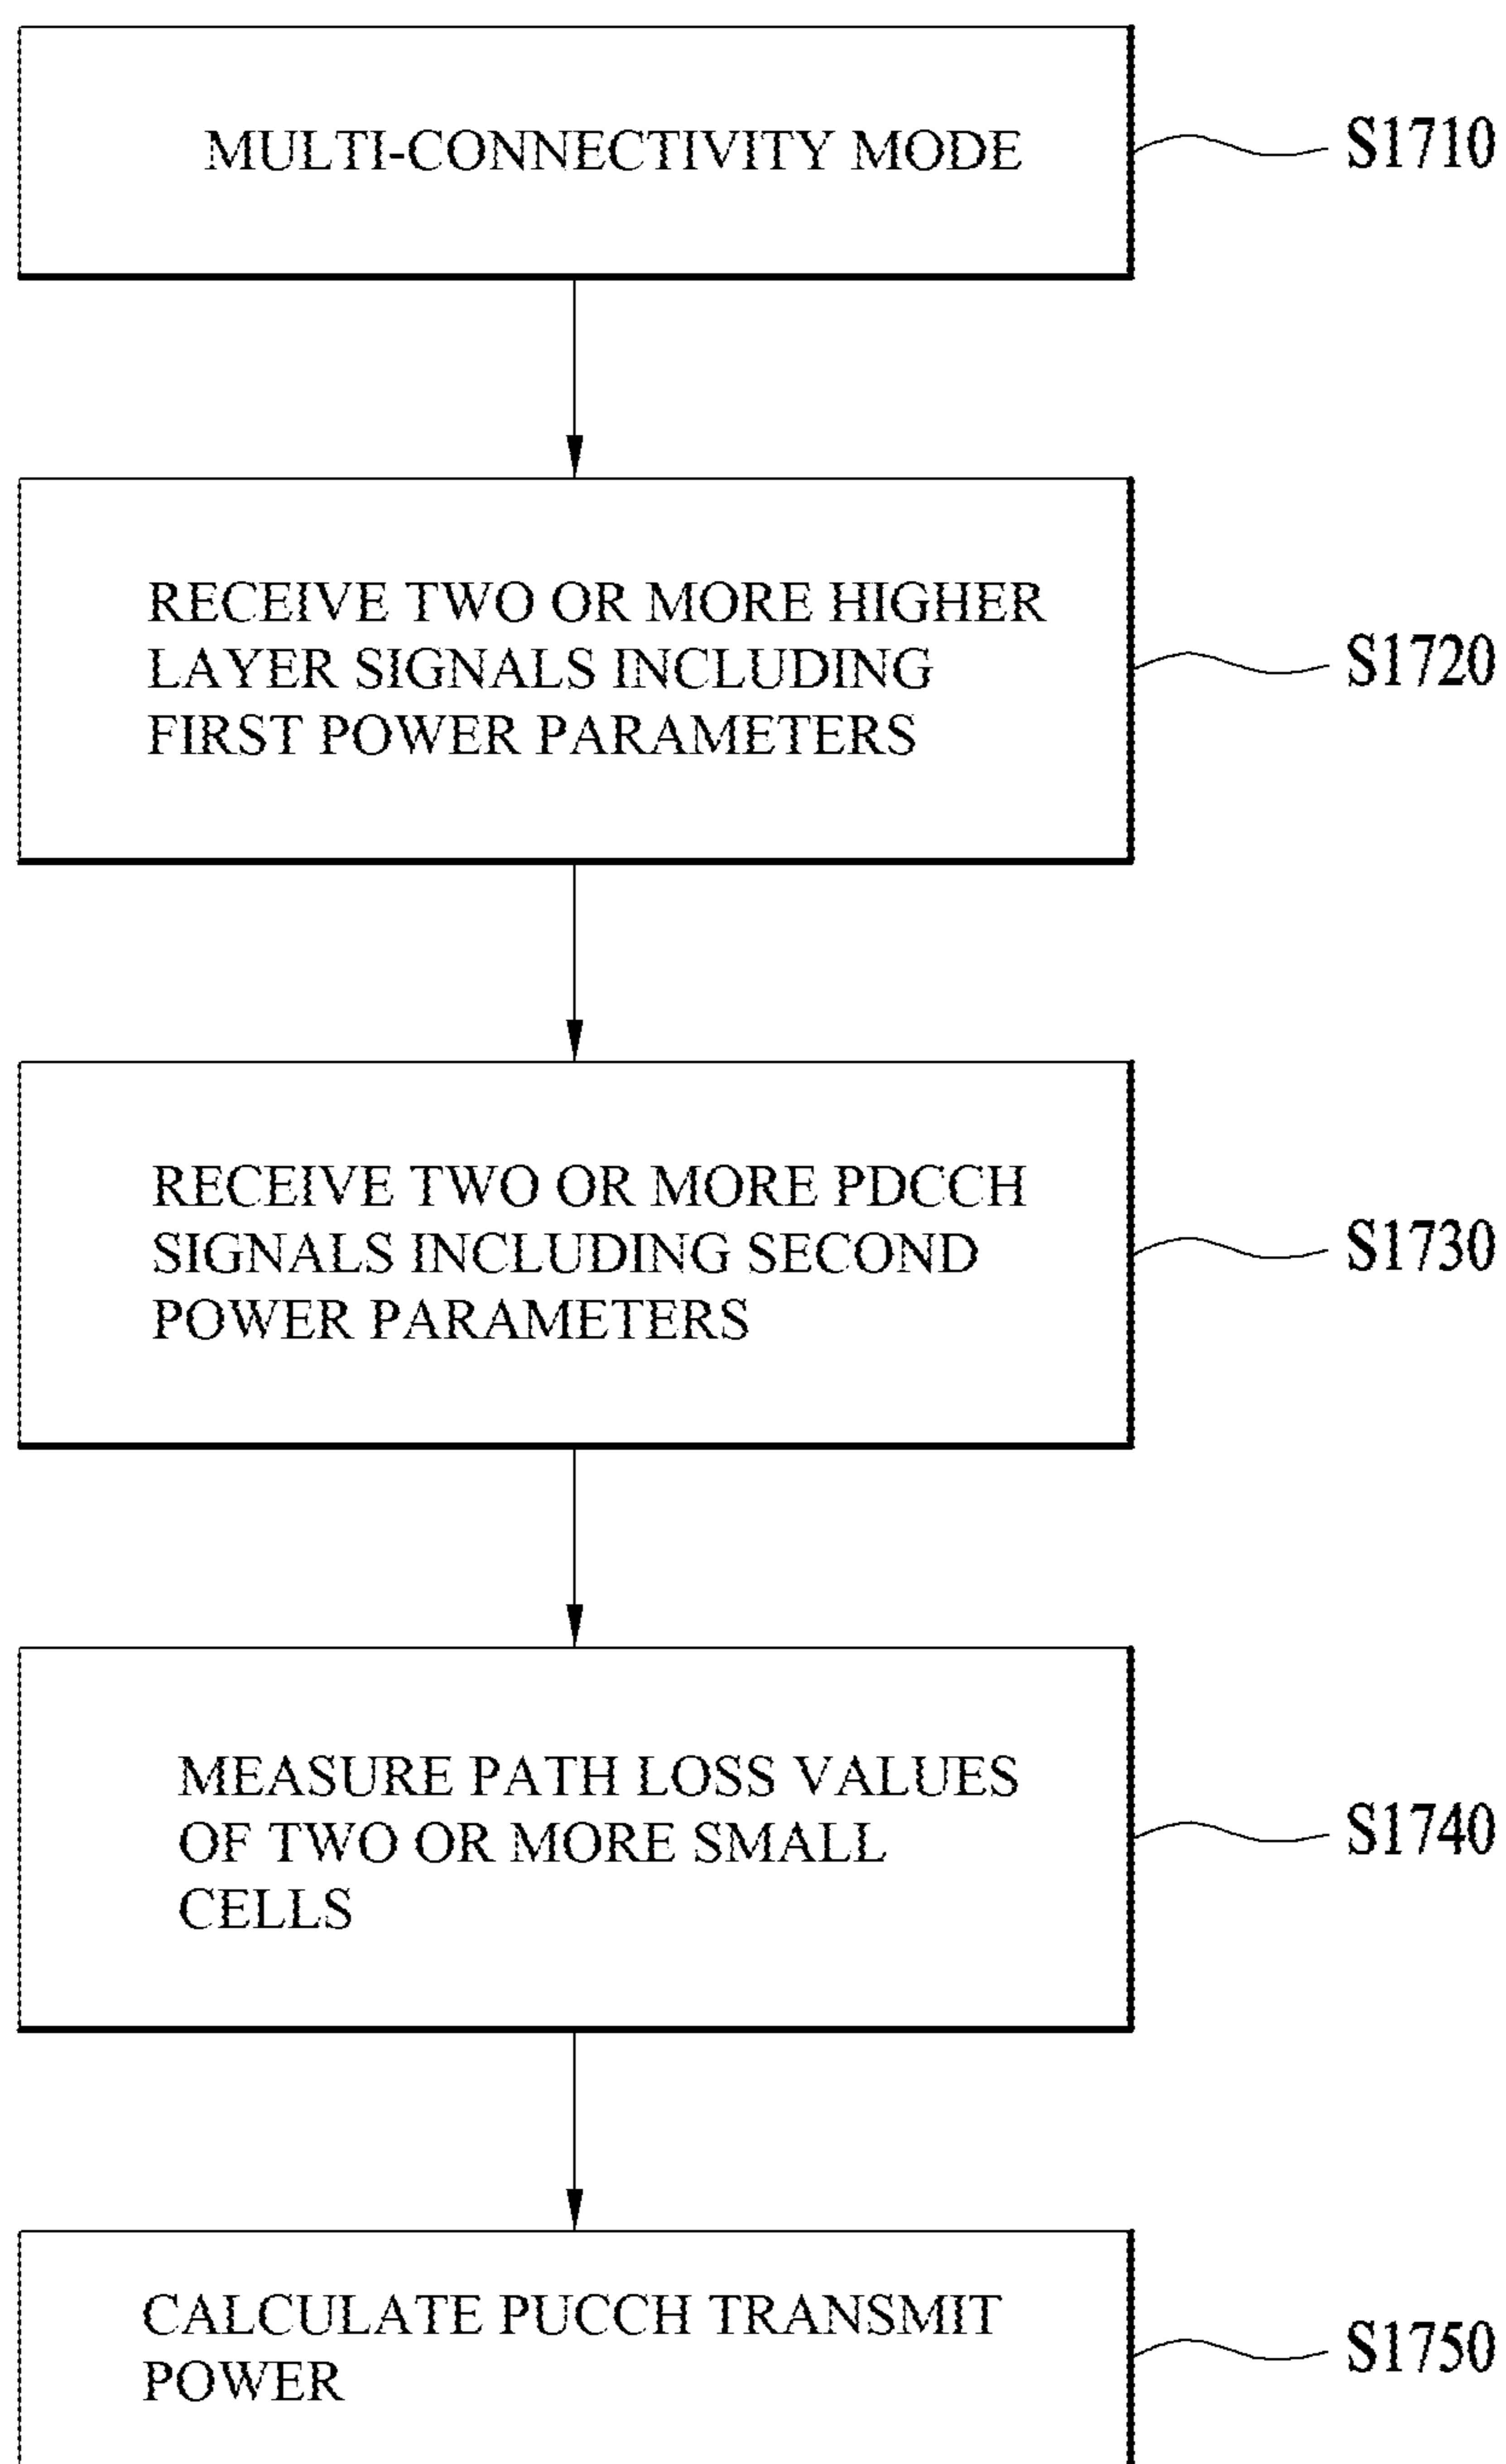 MULTI-CONNECTIVITY MODE
S1710
RECEIVE TWO OR MORE HIGHER
LAYER SIGNALS INCLUDING
FIRST POWER PARAMETERS
S1720
RECEIVE TWO OR MORE PDCCH
SIGNALS INCLUDING SECOND
POWER PARAMETERS
S1730
MEASURE PATH LOSS VALUES
OF TWO OR MORE SMALL
CELLS
S1740
CALCULATE PUCCH TRANSMIT
POWER
S1750